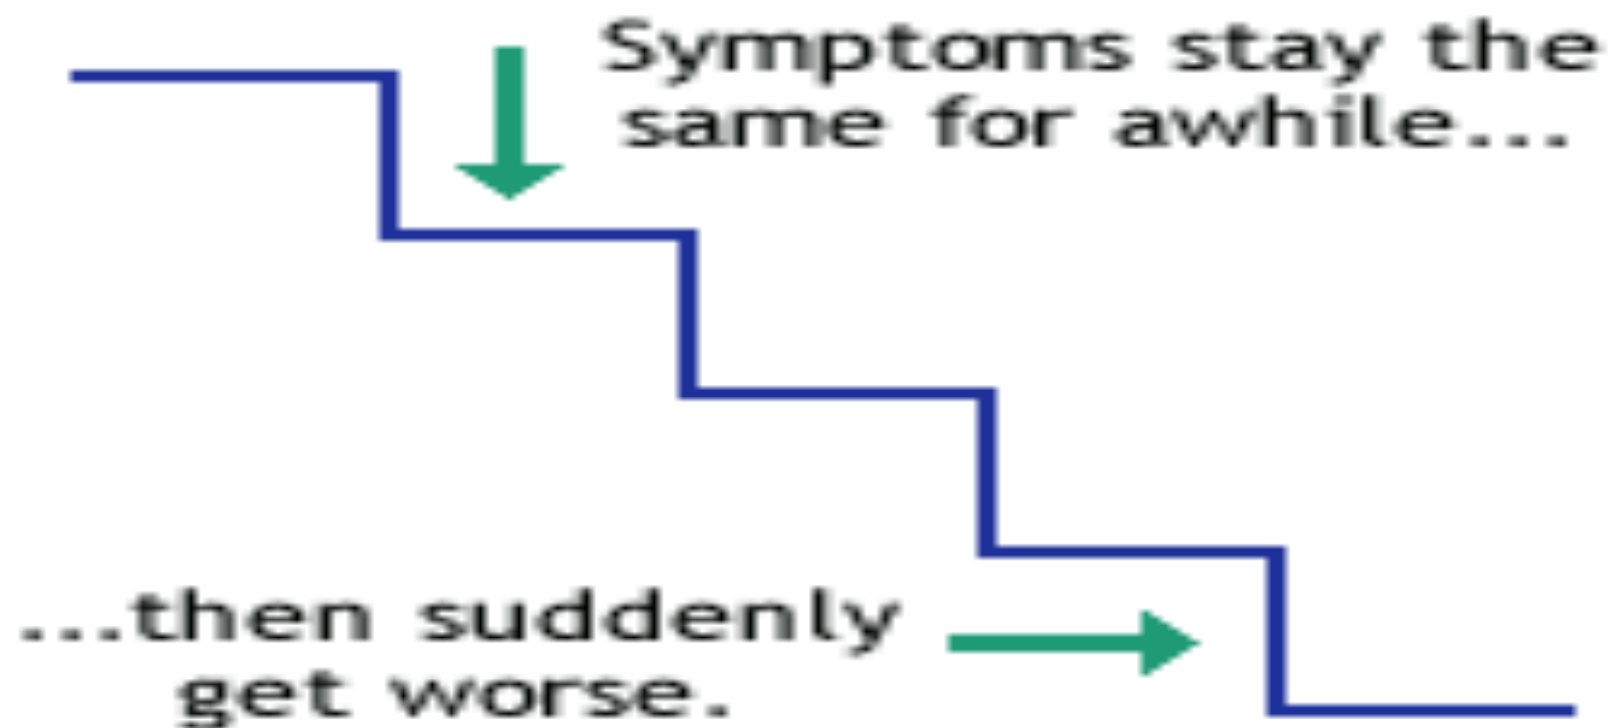 Symptoms stay the
same for awhile...
...then suddenly
get worse.